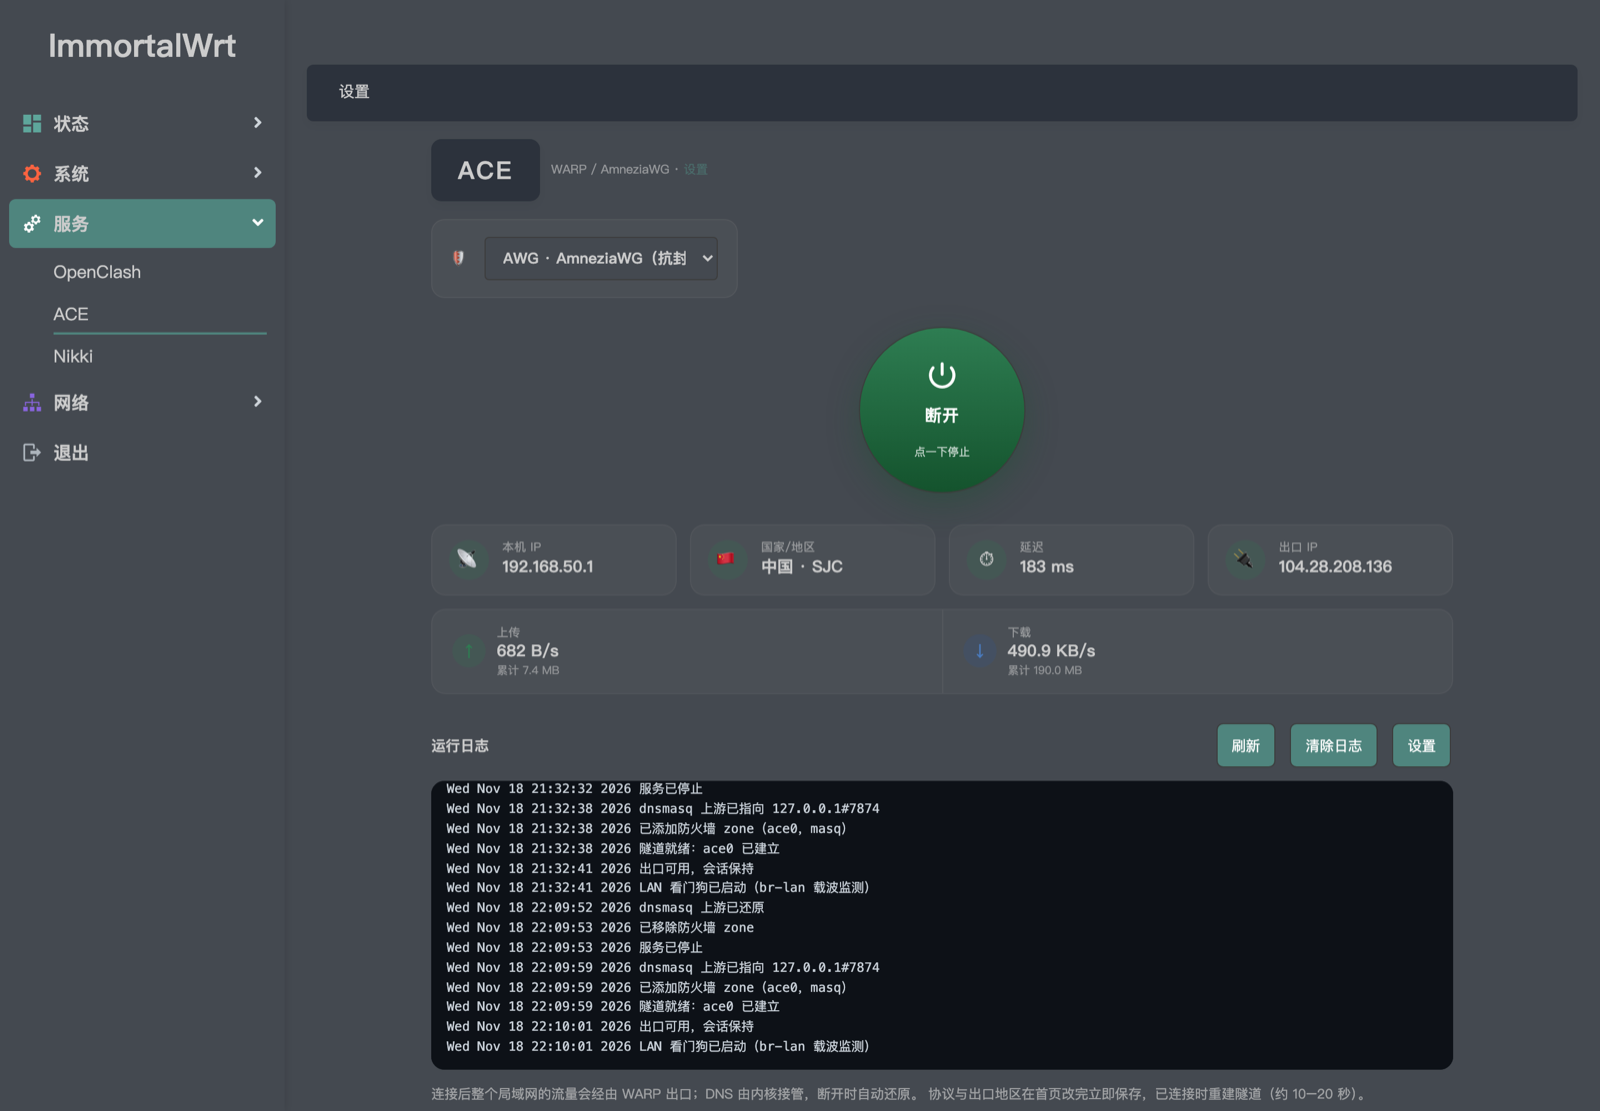 ImmortalWrt
状态
系统
服务
OpenClash
ACE
Nikki
网络
退出
设置
ACE
WARP / AmneziaWG · 设置
AWG · AmneziaWG（抗封
断开
点一下停止
本机 IP
192.168.50.1
国家/地区
中国 · SJC
延迟
183 ms
出口 IP
104.28.208.136
上传
682 B/s
累计 7.4 MB
下载
490.9 KB/s
累计 190.0 MB
运行日志
刷新
清除日志
设置
Wed Nov 18 21:32:32 2026 服务已停止
Wed Nov 18 21:32:38 2026 dnsmasq 上游已指向 127.0.0.1#7874
Wed Nov 18 21:32:38 2026 已添加防火墙 zone（ace0, masq）
Wed Nov 18 21:32:38 2026 隧道就绪：ace0 已建立
Wed Nov 18 21:32:41 2026 出口可用，会话保持
Wed Nov 18 21:32:41 2026 LAN 看门狗已启动（br-lan 载波监测）
Wed Nov 18 22:09:52 2026 dnsmasq 上游已还原
Wed Nov 18 22:09:53 2026 已移除防火墙 zone
Wed Nov 18 22:09:53 2026 服务已停止
Wed Nov 18 22:09:59 2026 dnsmasq 上游已指向 127.0.0.1#7874
Wed Nov 18 22:09:59 2026 已添加防火墙 zone（ace0, masq）
Wed Nov 18 22:09:59 2026 隧道就绪：ace0 已建立
Wed Nov 18 22:10:01 2026 出口可用，会话保持
Wed Nov 18 22:10:01 2026 LAN 看门狗已启动（br-lan 载波监测）
连接后整个局域网的流量会经由 WARP 出口；DNS 由内核接管，断开时自动还原。 协议与出口地区在首页改完立即保存，已连接时重建隧道（约 10—20 秒）。